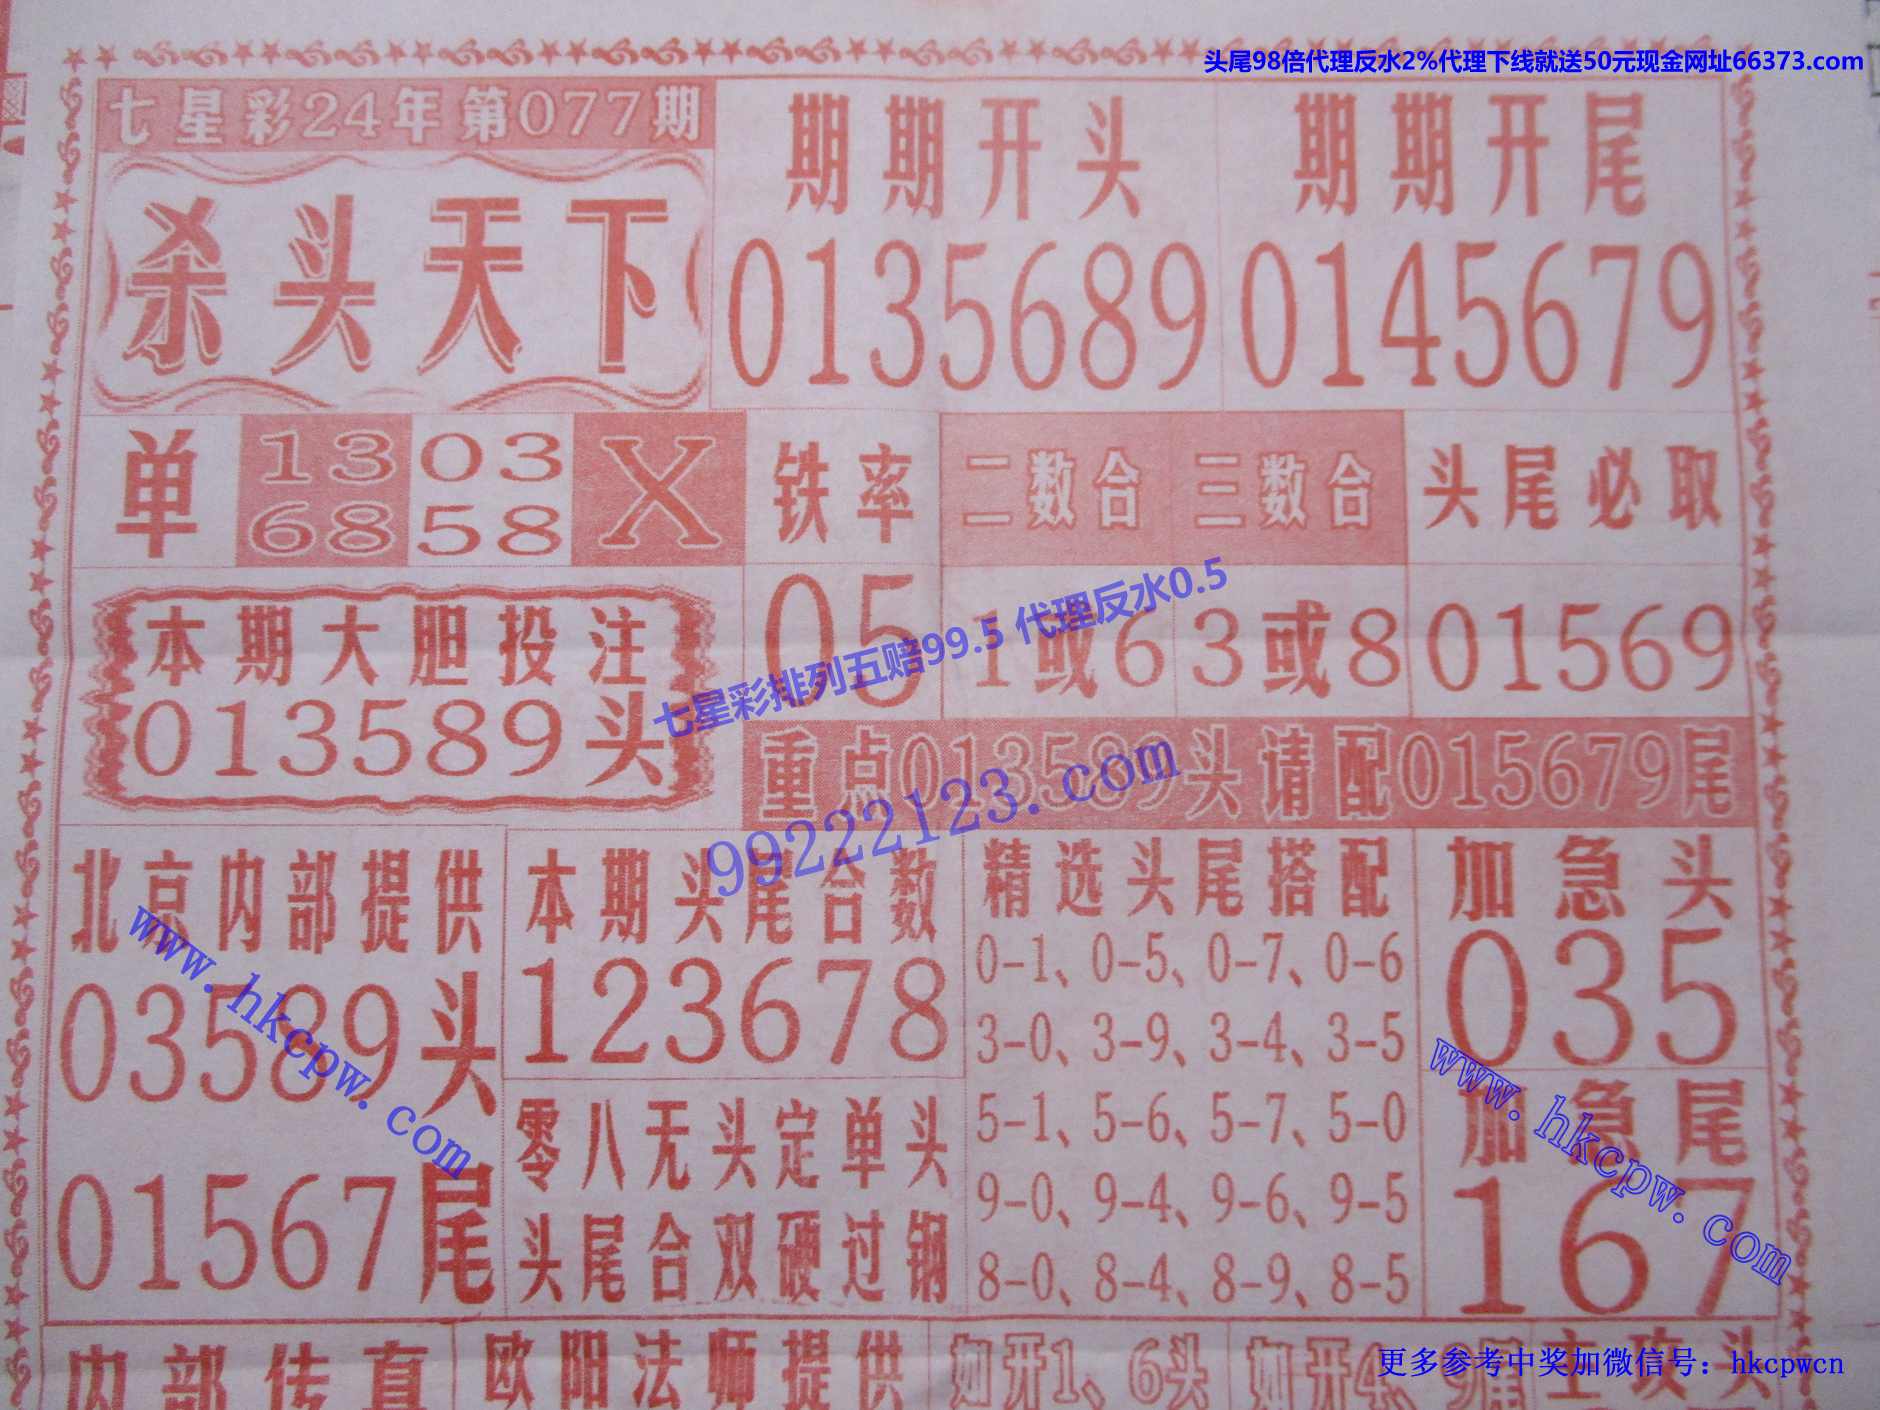 头尾98倍代理反水2%代理下线就送50元现金网址66373.com
七星彩24年第077期
杀头天下
期期开头
0135689
期期开尾
0145679
单
13
68
03
58
X
铁率
05
二数合
1或6
三数合
3或8
头尾必取
01569
本期大胆投注
013589头
重点013589头请配015679尾
七星彩排列五赔99.5 代理反水0.5
99222123.com
北京内部提供
03589头
01567尾
www.hkcpw.com
本期头尾合数
123678
零八无头定单头
头尾合双硬过钢
精选头尾搭配
0-1、0-5、0-7、0-6
3-0、3-9、3-4、3-5
5-1、5-6、5-7、5-0
9-0、9-4、9-6、9-5
8-0、8-4、8-9、8-5
加急头
035
加急尾
167
www.hkcpw.com
内部传真
欧阳法师提供
如开1、6头
如开4、9尾
主攻头
更多参考中奖加微信号：hkcpwcn